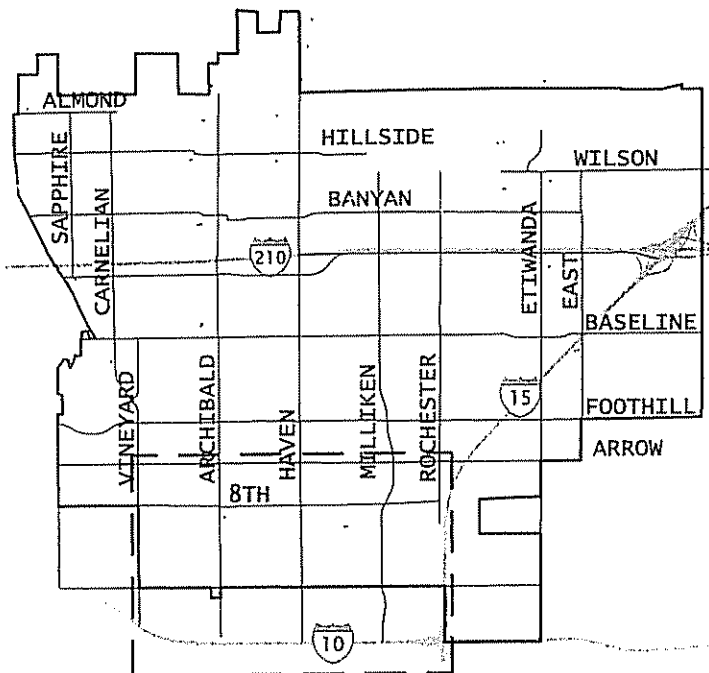 ALMOND
HILLSIDE
WILSON
SAPPHIRE
CARNELIAN
BANYAN
ETIWANDA
EAST
210
BASELINE
VINEYARD
ARCHIBALD
HAVEN
MILLIKEN
ROCHESTER
15
FOOTHILL
ARROW
8TH
10